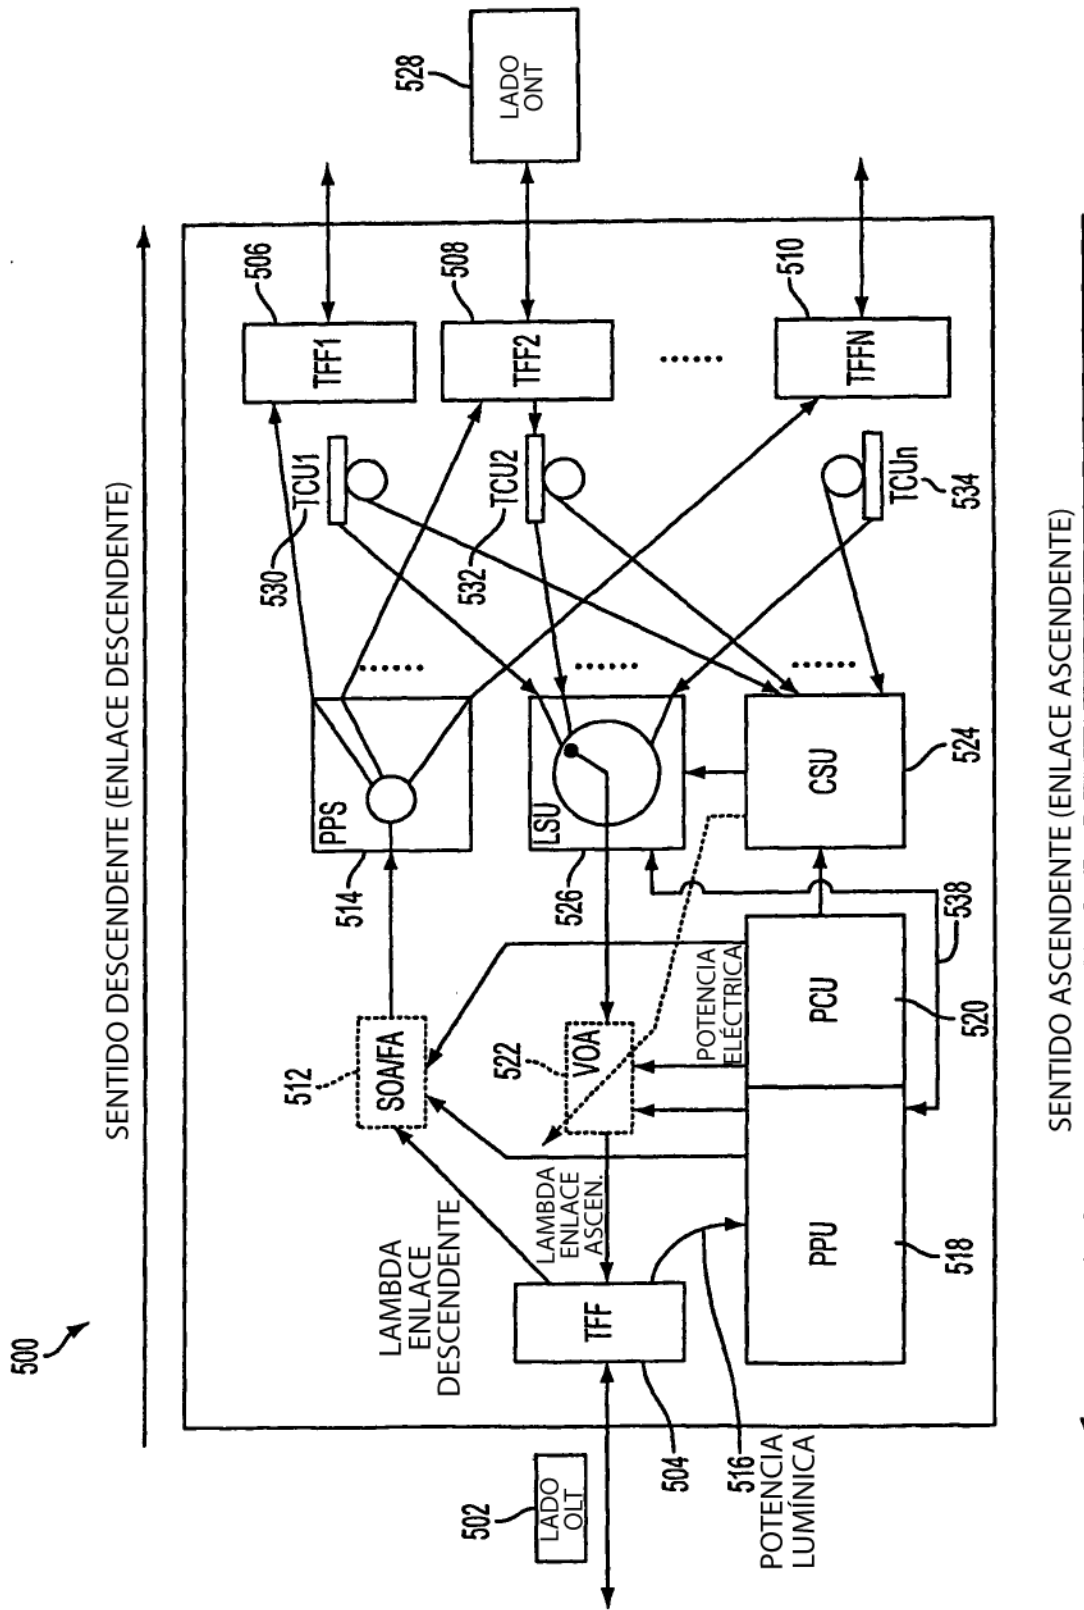 500
SENTIDO DESCENDENTE (ENLACE DESCENDENTE)
502
LADO
OLT
504
TFF
516
POTENCIA
LUMÍNICA
LAMBDA
ENLACE
DESCENDENTE
LAMBDA
ENLACE
ASCEN.
512
SOA/FA
522
VOA
POTENCIA
ELÉCTRICA
PPU
518
PCU
520
538
514
PPS
526
LSU
CSU
524
530
TCU1
532
TCU2
TCUn
534
506
TFF1
508
TFF2
510
TFFN
528
LADO
ONT
SENTIDO ASCENDENTE (ENLACE ASCENDENTE)